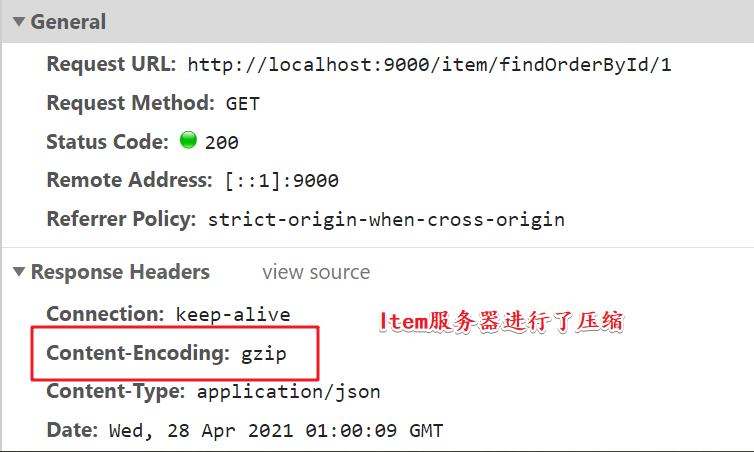 General
Request URL: http://localhost:9000/item/findOrderById/1
Request Method: GET
Status Code: 200
Remote Address: [::1]:9000
Referrer Policy: strict-origin-when-cross-origin
Response Headers view source
Connection: keep-alive
Item服务器进行了压缩
Content-Encoding: gzip
Content-Type: application/json
Date: Wed, 28 Apr 2021 01:00:09 GMT